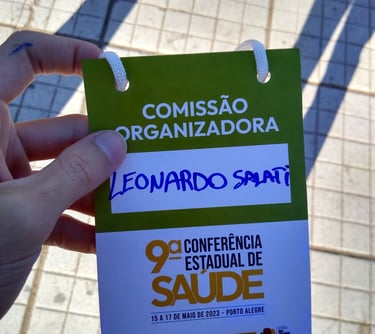 COMISSÃO
ORGANIZADORA
LEONARDO SALATI
9ª CONFERÊNCIA
ESTADUAL DE
SAÚDE
15 A 17 DE MAIO DE 2023 - PORTO ALEGRE